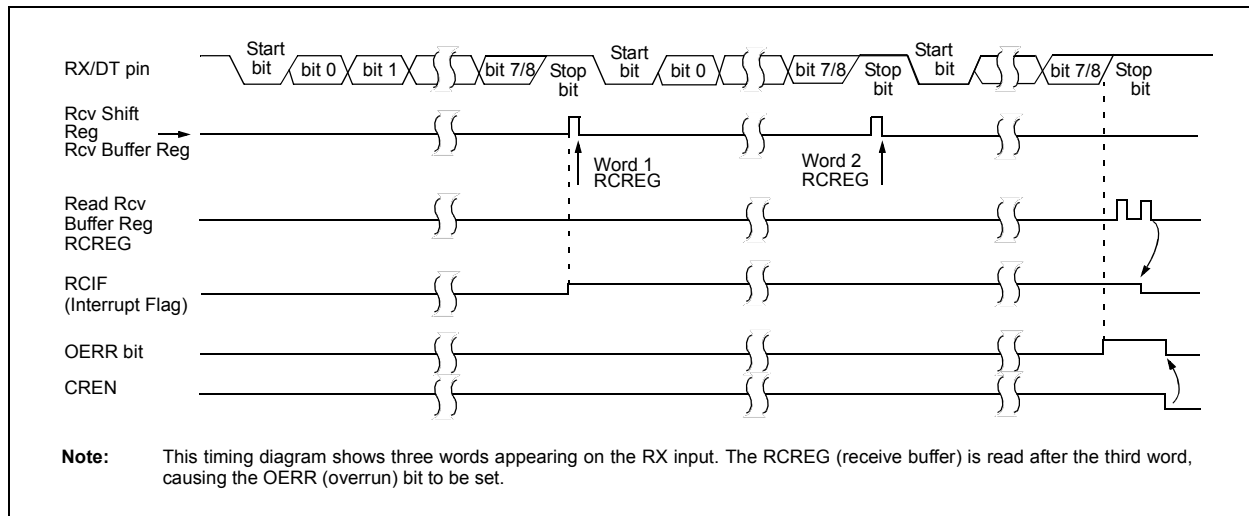 RX/DT pin
Start
bit
bit 0
bit 1
bit 7/8
Stop
bit
Start
bit
bit 0
bit 7/8
Stop
bit
Start
bit
bit 7/8
Stop
bit
Rcv Shift
Reg
Rcv Buffer Reg
Word 1
RCREG
Word 2
RCREG
Read Rcv
Buffer Reg
RCREG
RCIF
(Interrupt Flag)
OERR bit
CREN
Note: This timing diagram shows three words appearing on the RX input. The RCREG (receive buffer) is read after the third word,
causing the OERR (overrun) bit to be set.